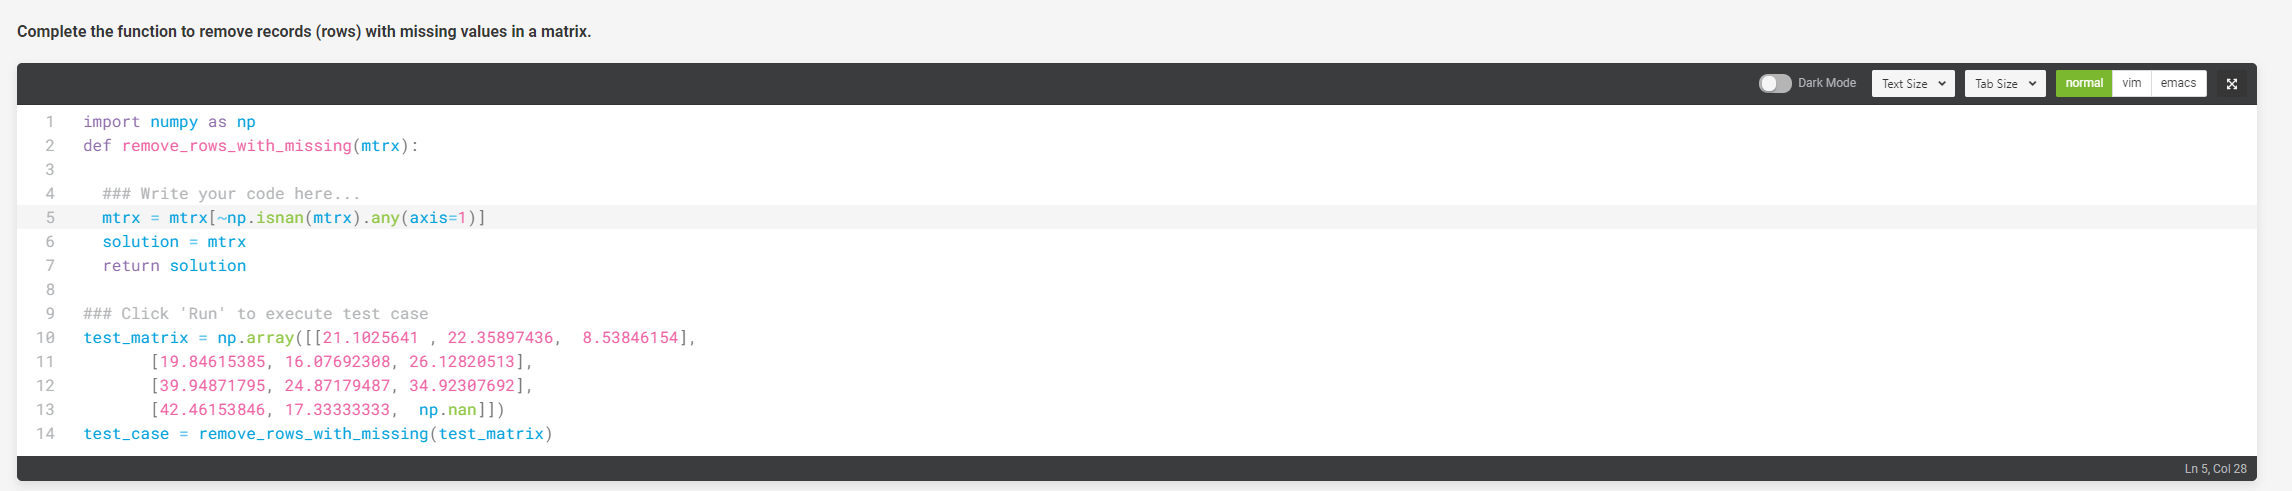 Complete the function to remove records (rows) with missing values in a matrix.
Dark Mode Text Size Tab Size normal vim emacs
1 import numpy as np
2 def remove_rows_with_missing(mtrx):
3
4 ### Write your code here...
5 mtrx = mtrx[~np.isnan(mtrx).any(axis=1)]
6 solution = mtrx
7 return solution
8
9 ### Click 'Run' to execute test case
10 test_matrix = np.array([[21.1025641 , 22.35897436, 8.53846154],
11 [19.84615385, 16.07692308, 26.12820513],
12 [39.94871795, 24.87179487, 34.92307692],
13 [42.46153846, 17.33333333, np.nan]])
14 test_case = remove_rows_with_missing(test_matrix)
Ln 5, Col 28